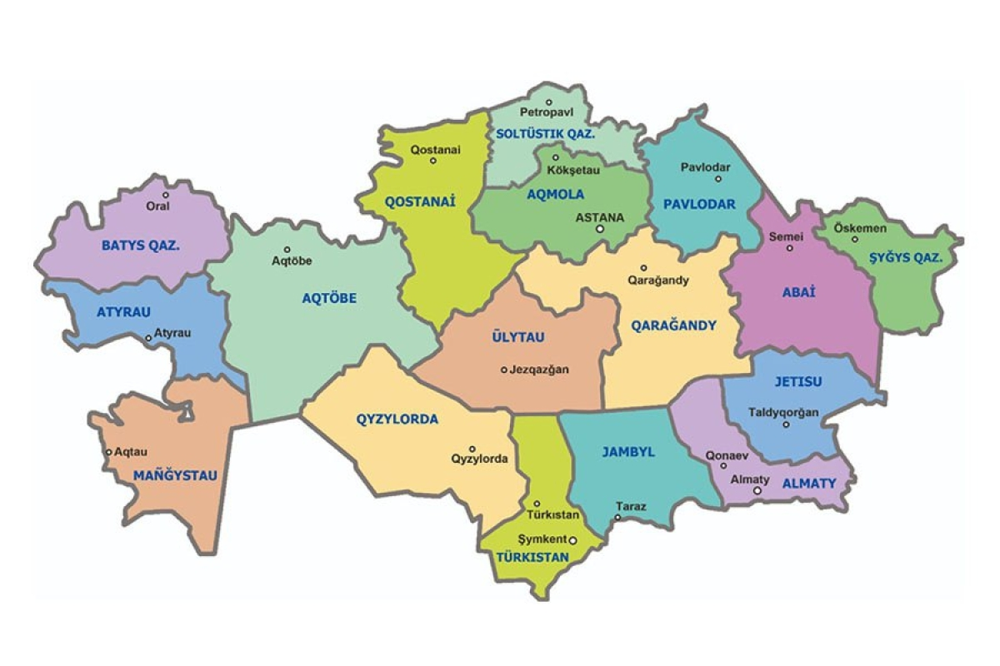 Petropavl
SOLTÜSTIK QAZ.
Qostanai
Kökşetau
Pavlodar
QOSTANAİ
AQMOLA
PAVLODAR
Oral
ASTANA
Semei
Öskemen
BATYS QAZ.
Aqtöbe
Qarağandy
ŞYĞYS QAZ.
AQTÖBE
ABAİ
ATYRAU
Atyrau
ŪLYTAU
QARAĞANDY
Jezqazğan
JETISU
Taldyqorğan
QYZYLORDA
Aqtau
Qyzylorda
JAMBYL
Qonaev
MAÑĞYSTAU
Almaty
ALMATY
Türkıstan
Taraz
Şymkent
TÜRKISTAN